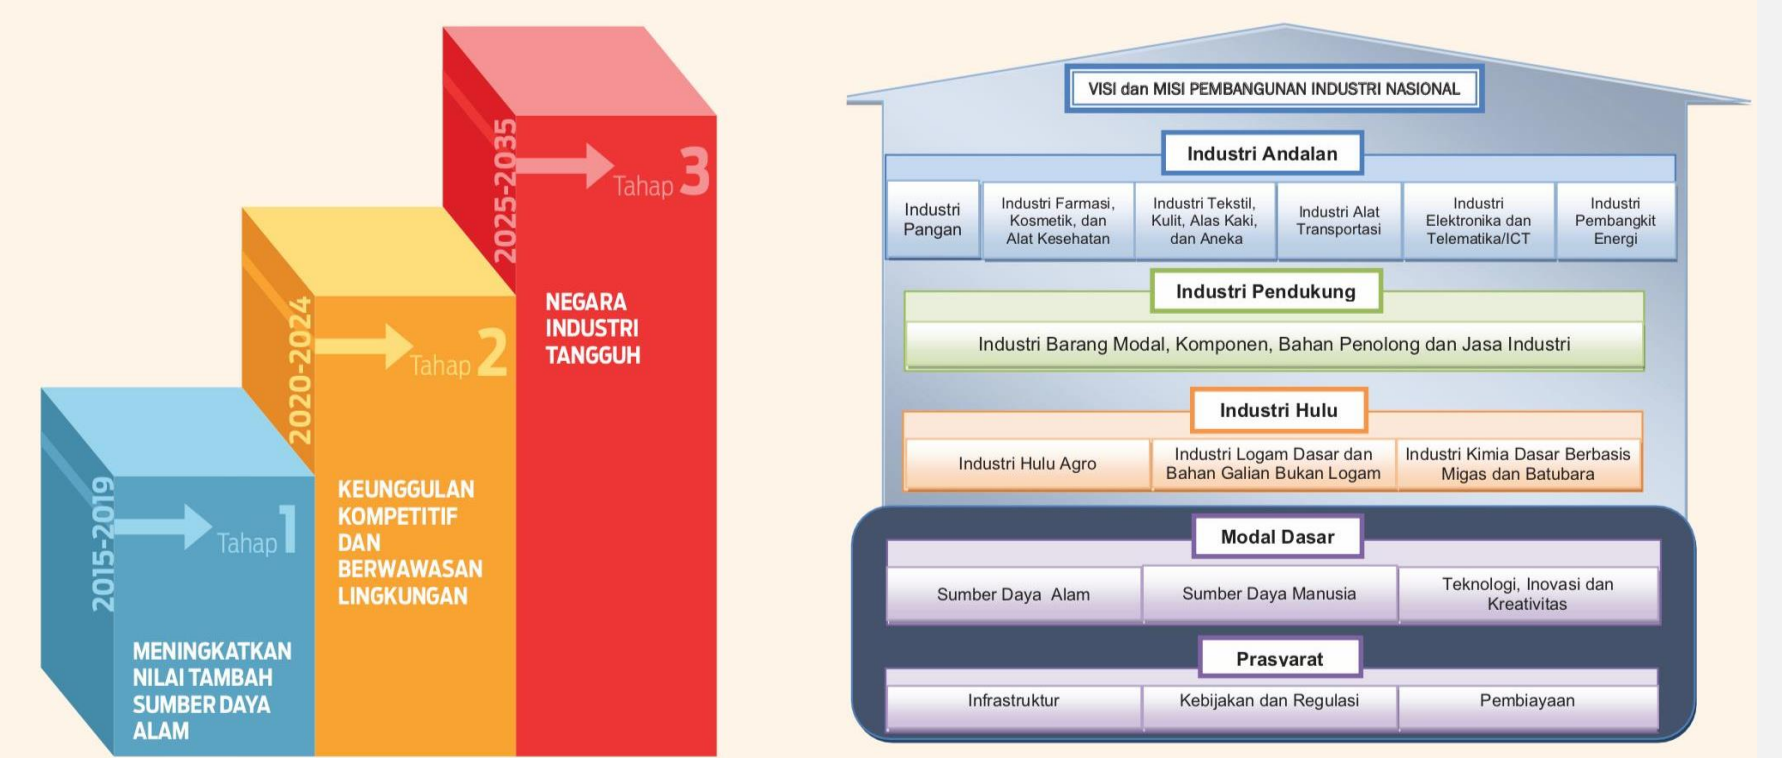 2015-2019
Tahap 1
MENINGKATKAN
NILAI TAMBAH
SUMBER DAYA
ALAM
2020-2024
Tahap 2
KEUNGGULAN
KOMPETITIF
DAN
BERWAWASAN
LINGKUNGAN
2025-2035
Tahap 3
NEGARA
INDUSTRI
TANGGUH
VISI dan MISI PEMBANGUNAN INDUSTRI NASIONAL
Industri Andalan
Industri
Pangan
Industri Farmasi,
Kosmetik, dan
Alat Kesehatan
Industri Tekstil,
Kulit, Alas Kaki,
dan Aneka
Industri Alat
Transportasi
Industri
Elektronika dan
Telematika/ICT
Industri
Pembangkit
Energi
Industri Pendukung
Industri Barang Modal, Komponen, Bahan Penolong dan Jasa Industri
Industri Hulu
Industri Hulu Agro
Industri Logam Dasar dan
Bahan Galian Bukan Logam
Industri Kimia Dasar Berbasis
Migas dan Batubara
Modal Dasar
Sumber Daya Alam
Sumber Daya Manusia
Teknologi, Inovasi dan
Kreativitas
Prasyarat
Infrastruktur
Kebijakan dan Regulasi
Pembiayaan